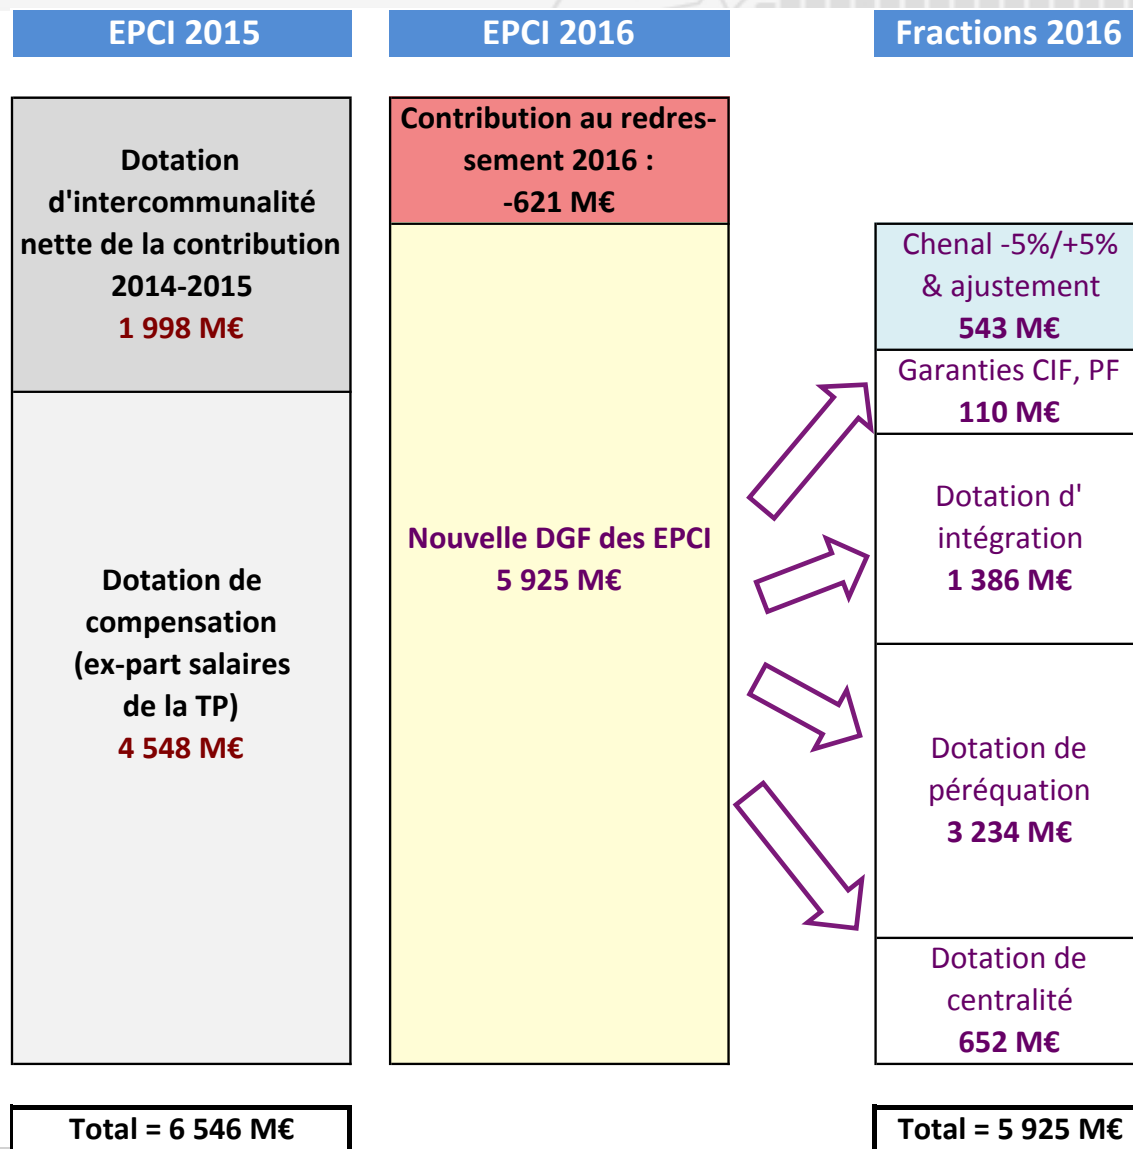 EPCI 2015
EPCI 2016
Fractions 2016
Dotation
d'intercommunalité
nette de la contribution
2014-2015
1 998 M€
Dotation de
compensation
(ex-part salaires
de la TP)
4 548 M€
Total = 6 546 M€
Contribution au redres-
sement 2016 :
-621 M€
Nouvelle DGF des EPCI
5 925 M€
Chenal -5%/+5%
& ajustement
543 M€
Garanties CIF, PF
110 M€
Dotation d'
intégration
1 386 M€
Dotation de
péréquation
3 234 M€
Dotation de
centralité
652 M€
Total = 5 925 M€